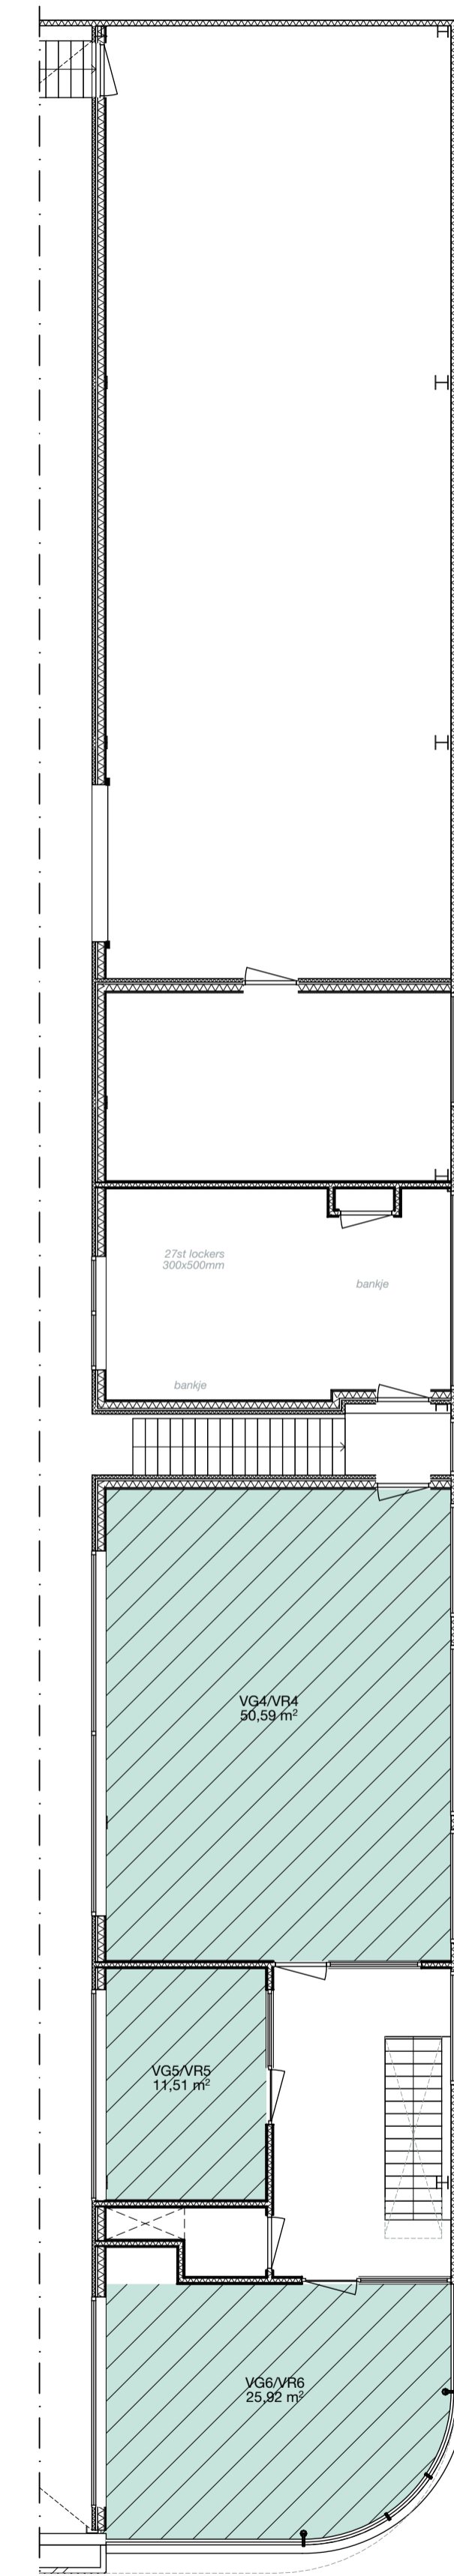 27st lockers
300x500mm
bankje
bankje
VG4/VR4
50,59 m²
VG5/VR5
11,51 m²
VG6/VR6
25,92 m²